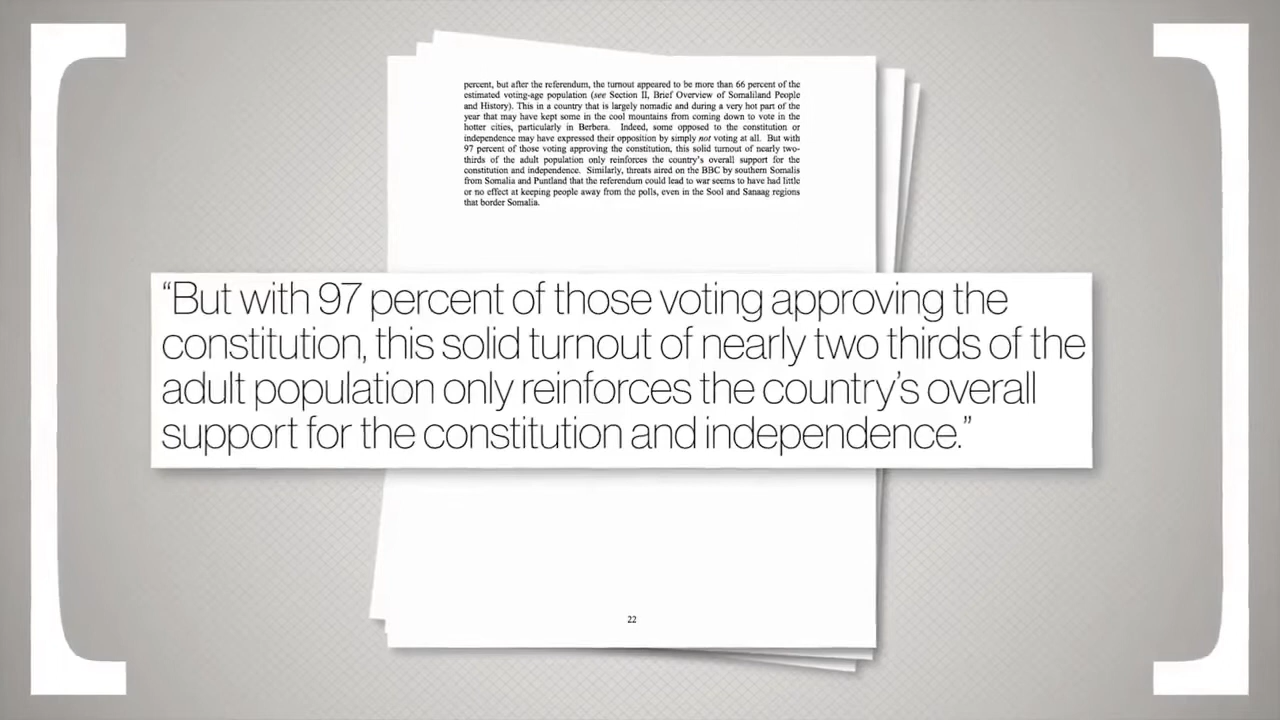 percent, but after the referendum, the turnout appeared to be more than 66 percent of the
estimated voting-age population (see Section II, Brief Overview of Somaliland People
and History). This in a country that is largely nomadic and during a very hot part of the
year that may have kept some in the cool mountains from coming down to vote in the
hotter cities, particularly in Berbera. Indeed, some opposed to the constitution or
independence may have expressed their opposition by simply not voting at all. But with
97 percent of those voting approving the constitution, this solid turnout of nearly two-
thirds of the adult population only reinforces the country's overall support for the
constitution and independence. Similarly, threats aired on the BBC by southern Somalis
from Somalia and Puntland that the referendum could lead to war seems to have had little
or no effect at keeping people away from the polls, even in the Sool and Sanaag regions
that border Somalia.
“But with 97 percent of those voting approving the
constitution, this solid turnout of nearly two thirds of the
adult population only reinforces the country’s overall
support for the constitution and independence.”
22